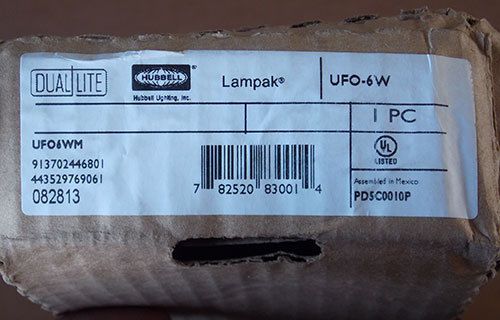 DUAL LITE
HUBBELL®
Hubbell Lighting, Inc.
Lampak®
UFO-6W
1 PC
UFO6WM
913702446801
443529769061
082813
7 82520 83001 4
UL
LISTED
Assembled in Mexico
PD5C0010P